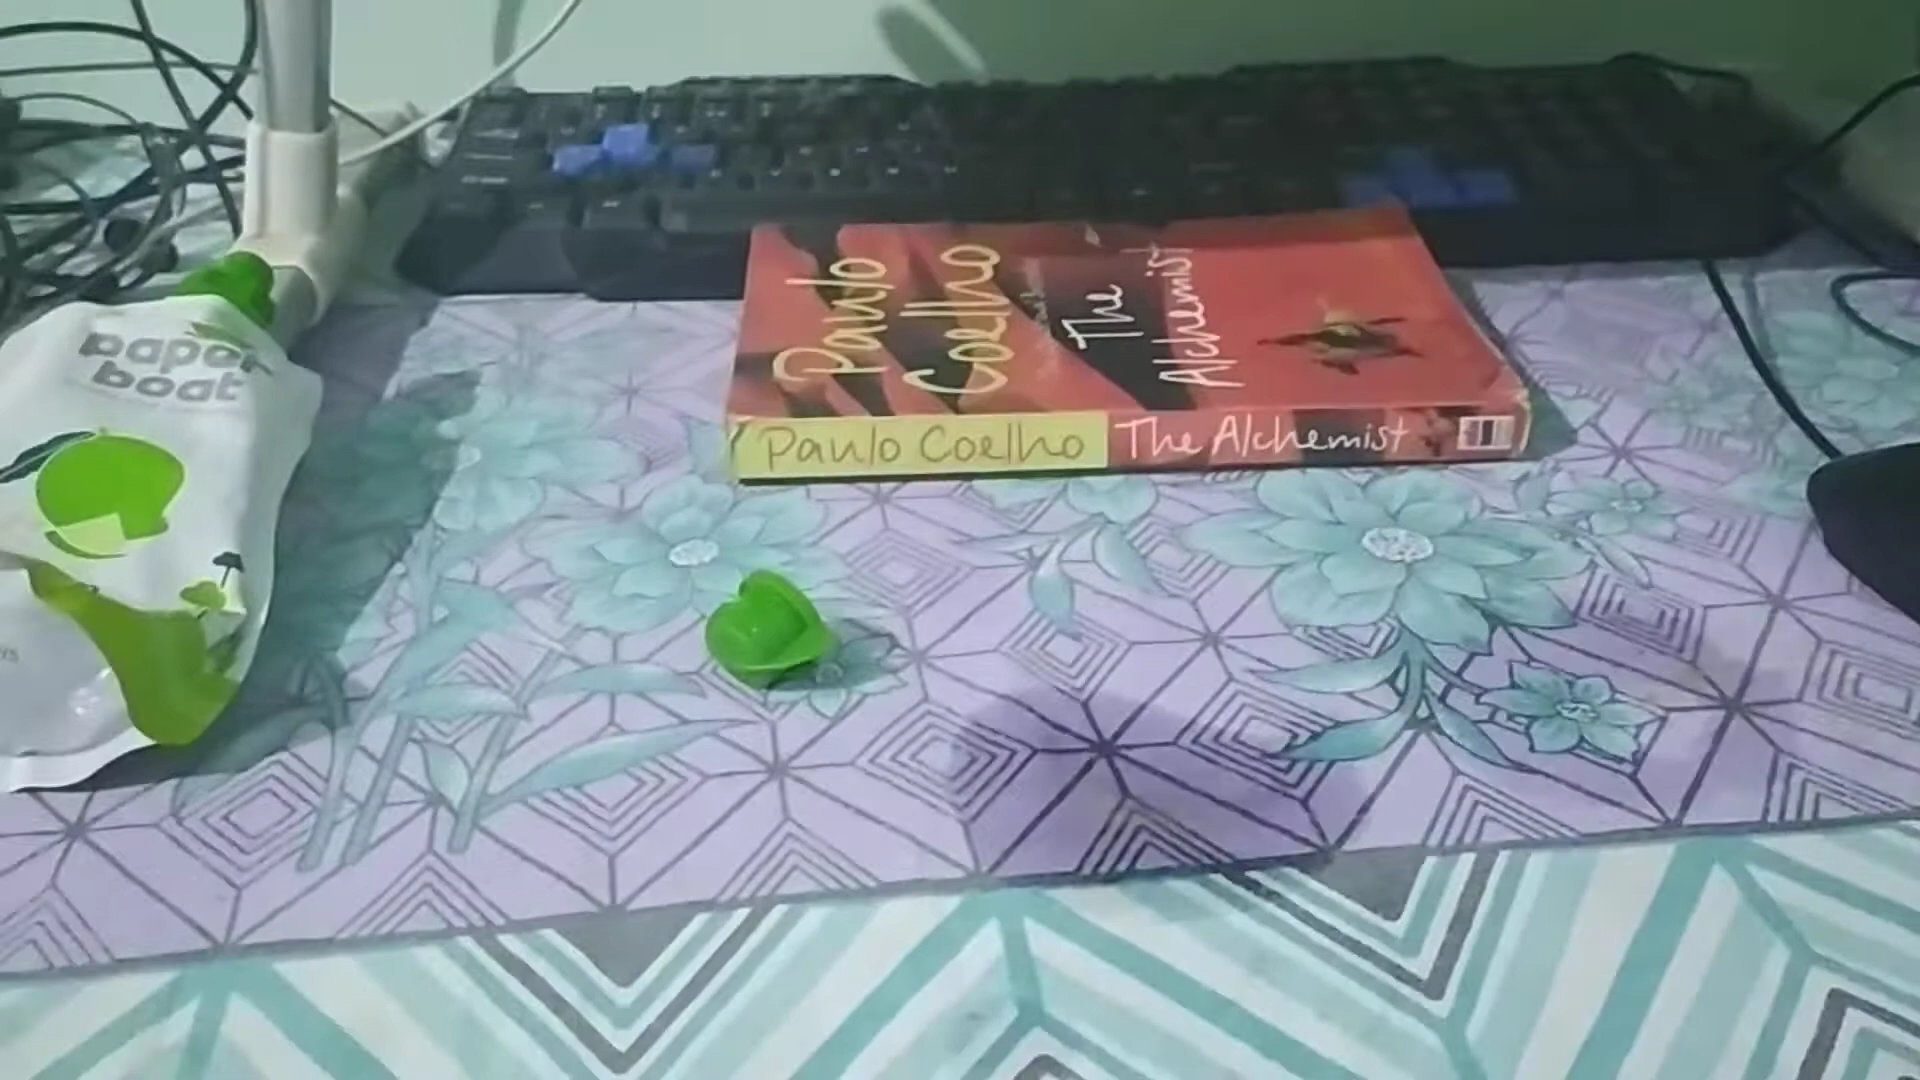 paper
boat
Paulo
Coelho
The
Alchemist
Paulo Coelho The Alchemist